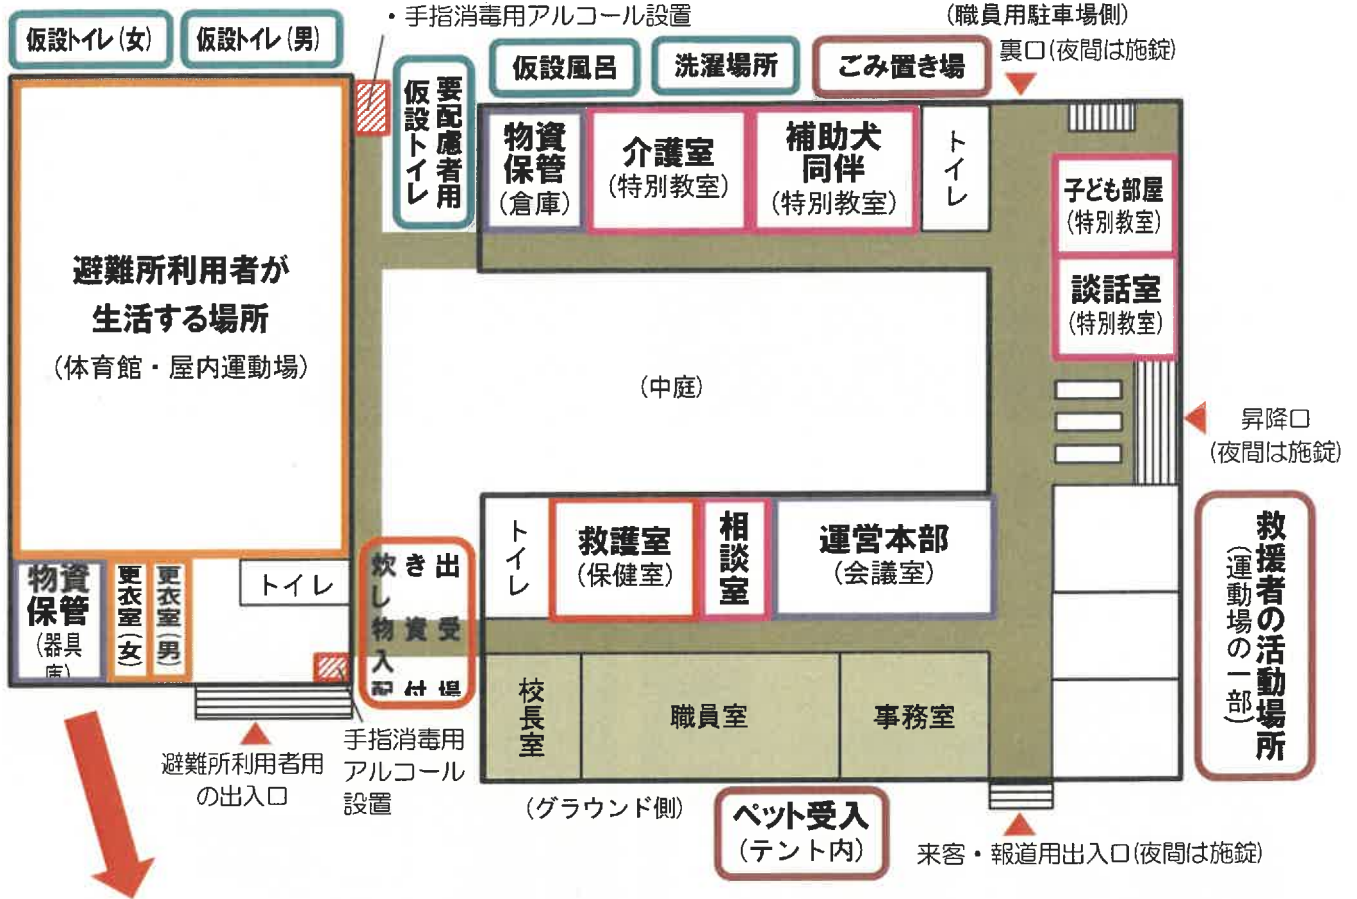 ・手指消毒用アルコール設置
(職員用駐車場側)
裏口(夜間は施錠)
仮設トイレ(女)
仮設トイレ(男)
要配慮者用
仮設トイレ
仮設風呂
洗濯場所
ごみ置き場
物資
保管
(倉庫)
介護室
(特別教室)
補助犬
同伴
(特別教室)
トイレ
子ども部屋
(特別教室)
談話室
(特別教室)
避難所利用者が
生活する場所
(体育館・屋内運動場)
(中庭)
昇降口
(夜間は施錠)
トイレ
救護室
(保健室)
相談室
運営本部
(会議室)
救援者の活動場所
(運動場の一部)
物資
保管
(器具
庫)
更衣室(女)
更衣室(男)
トイレ
炊き出
し
物資受
入
配付場
校長室
職員室
事務室
避難所利用者用
の出入口
手指消毒用
アルコール
設置
(グラウンド側)
ペット受入
(テント内)
来客・報道用出入口(夜間は施錠)